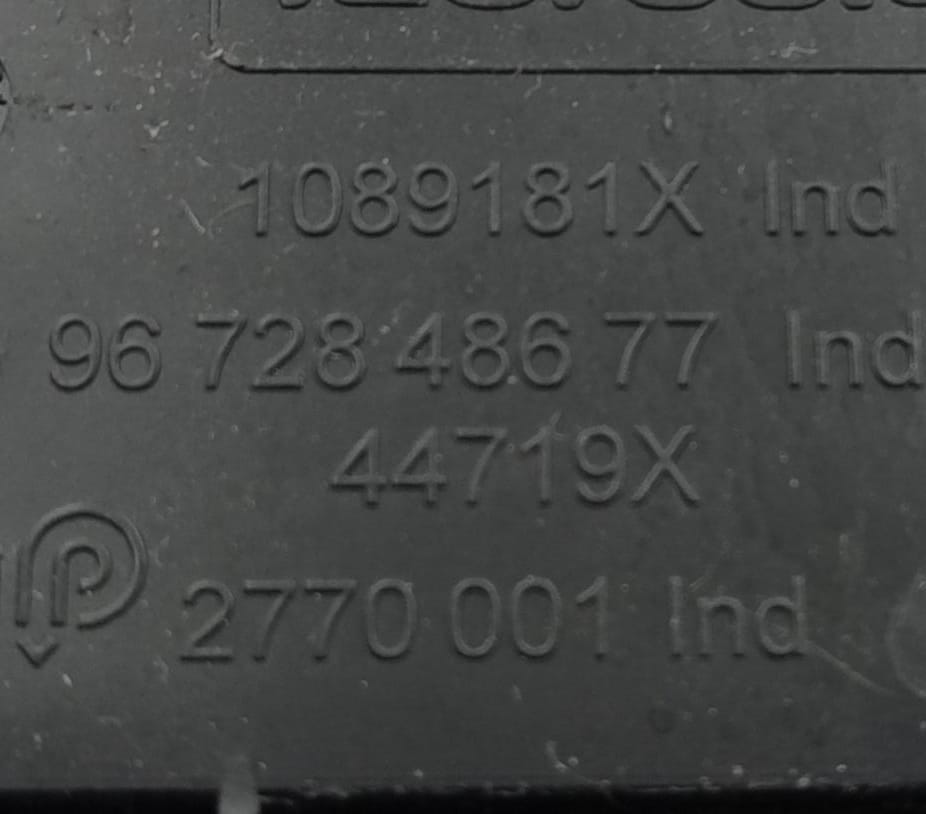 1089181X Ind
96 728 486 77 Ind
44719X
2770 001 Ind